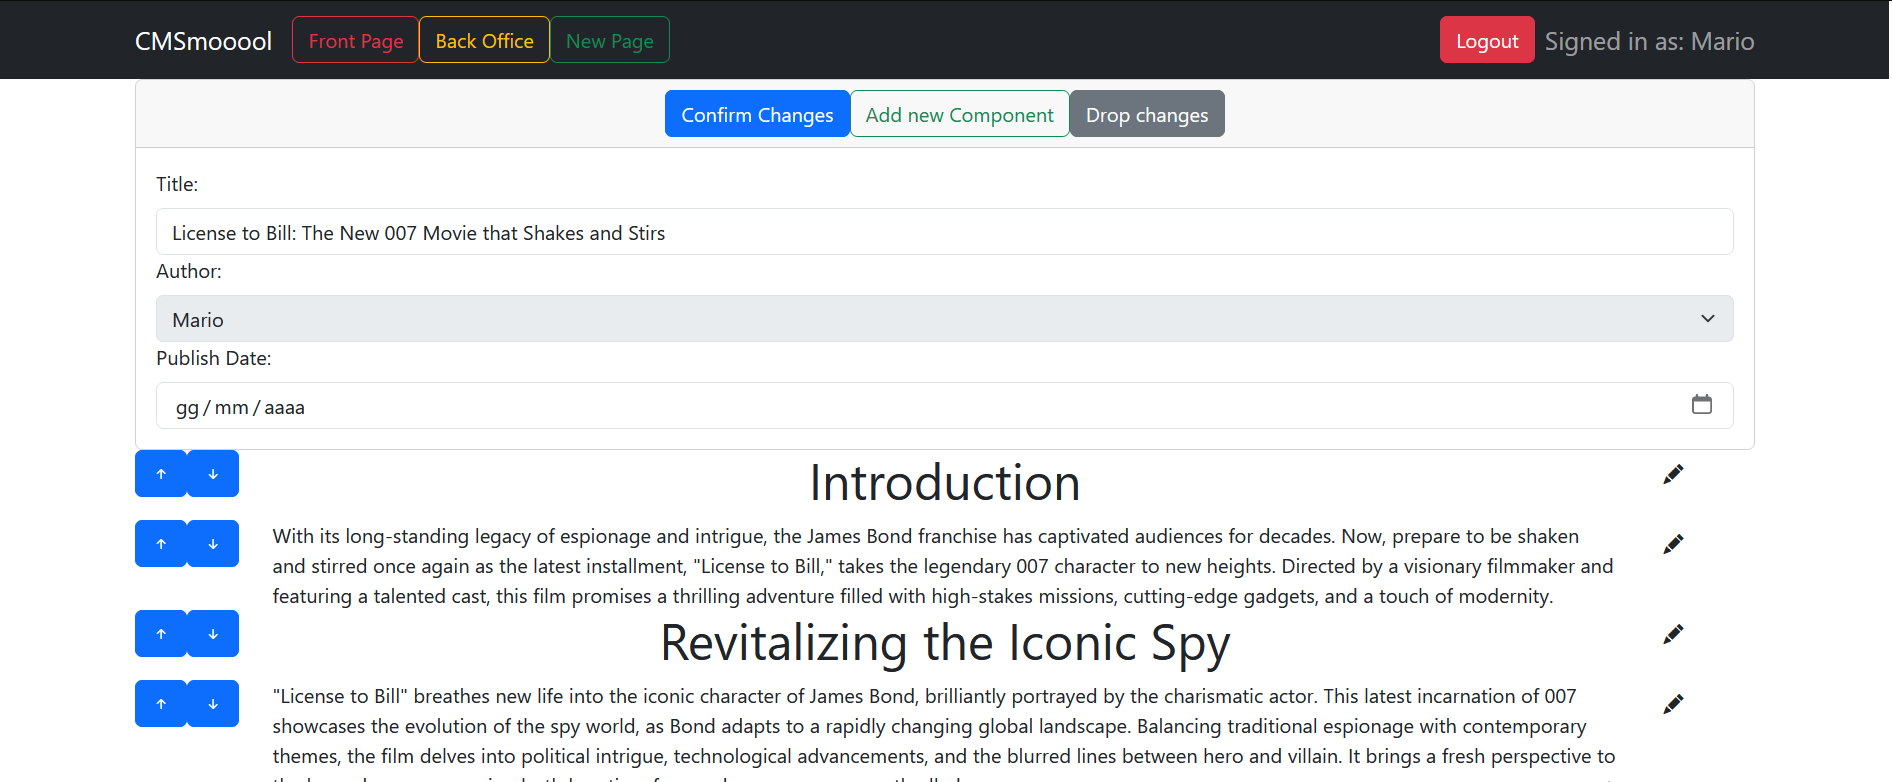 CMSmooool Front Page Back Office New Page Logout Signed in as: Mario
Confirm Changes Add new Component Drop changes
Title:
License to Bill: The New 007 Movie that Shakes and Stirs
Author:
Mario
Publish Date:
gg/mm/aaaa
↑ ↓ Introduction
↑ ↓ With its long-standing legacy of espionage and intrigue, the James Bond franchise has captivated audiences for decades. Now, prepare to be shaken
and stirred once again as the latest installment, "License to Bill," takes the legendary 007 character to new heights. Directed by a visionary filmmaker and
featuring a talented cast, this film promises a thrilling adventure filled with high-stakes missions, cutting-edge gadgets, and a touch of modernity.
↑ ↓ Revitalizing the Iconic Spy
↑ ↓ "License to Bill" breathes new life into the iconic character of James Bond, brilliantly portrayed by the charismatic actor. This latest incarnation of 007
showcases the evolution of the spy world, as Bond adapts to a rapidly changing global landscape. Balancing traditional espionage with contemporary
themes, the film delves into political intrigue, technological advancements, and the blurred lines between hero and villain. It brings a fresh perspective to